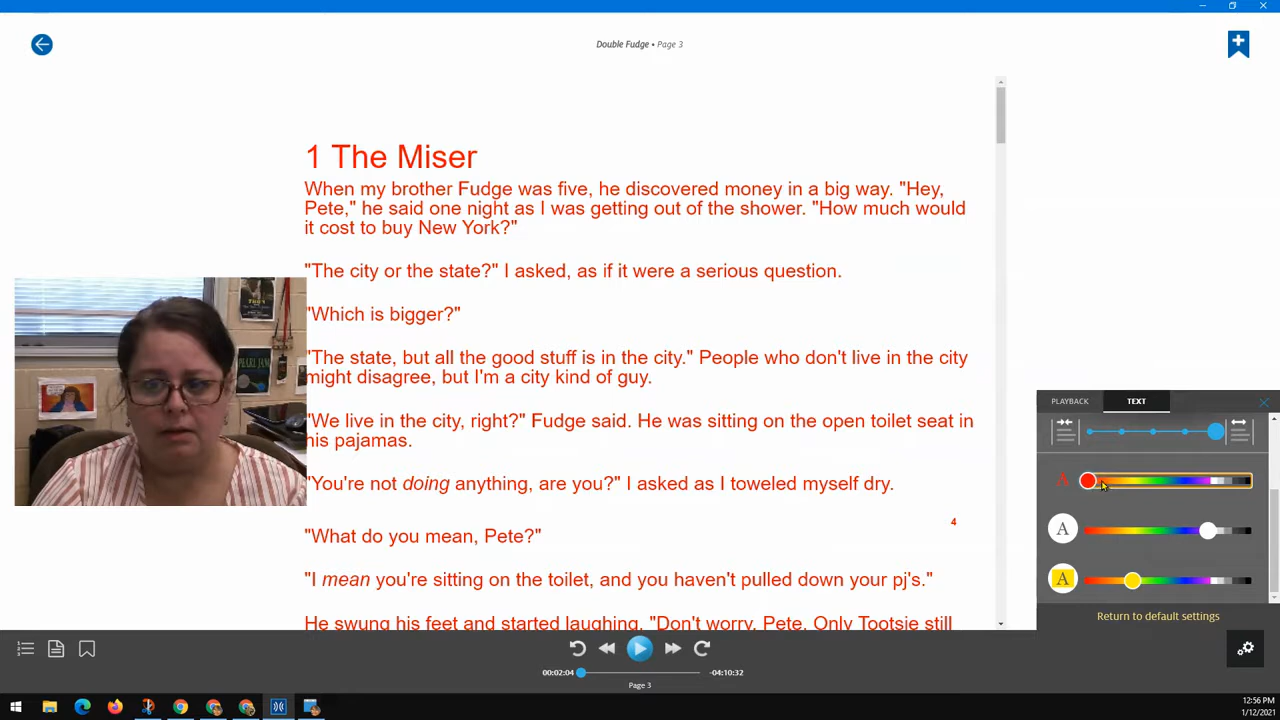 Double Fudge • Page 3
1 The Miser
When my brother Fudge was five, he discovered money in a big way. "Hey,
Pete," he said one night as I was getting out of the shower. "How much would
it cost to buy New York?"
"The city or the state?" I asked, as if it were a serious question.
"Which is bigger?"
"The state, but all the good stuff is in the city." People who don't live in the city
might disagree, but I'm a city kind of guy.
"We live in the city, right?" Fudge said. He was sitting on the open toilet seat in
his pajamas.
"You're not doing anything, are you?" I asked as I toweled myself dry.
4
"What do you mean, Pete?"
"I mean you're sitting on the toilet, and you haven't pulled down your pj's."
He swung his feet and started laughing. "Don't worry, Pete. Only Tootsie still
PEARL JAM
PLAYBACK
TEXT
A
A
A
Return to default settings
00:02:04
-04:10:32
Page 3
12:56 PM
1/12/2021